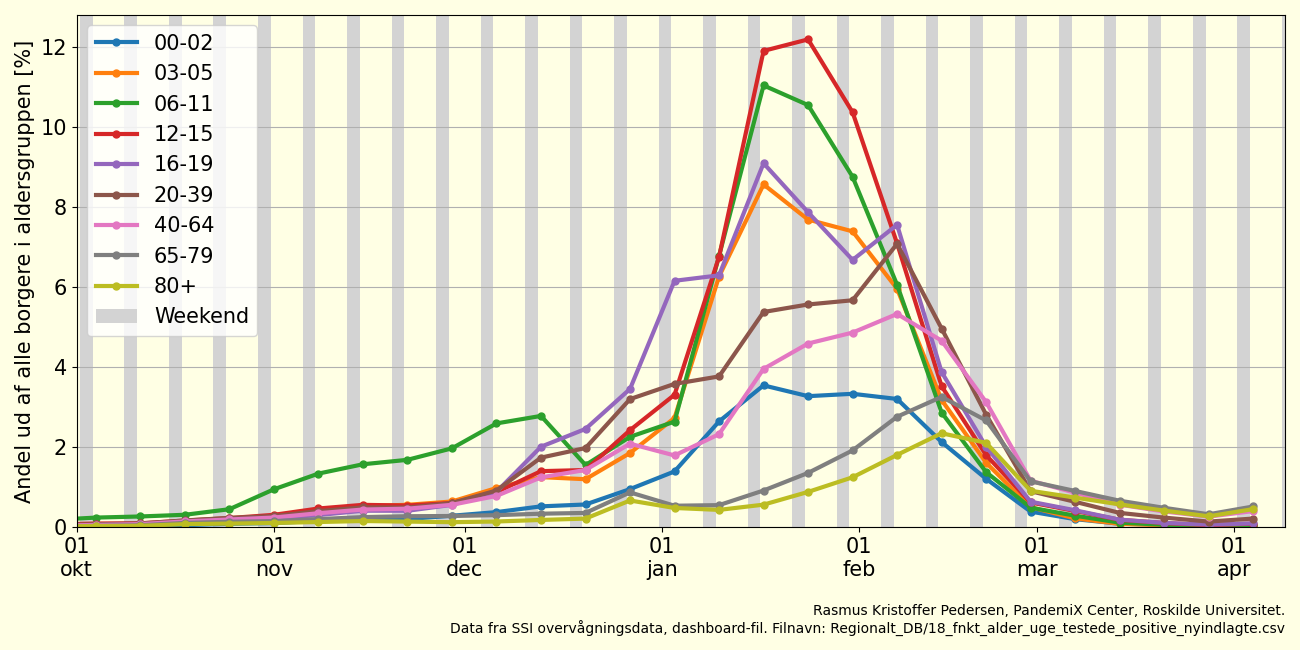 Andel ud af alle borgere i aldersgruppen [%]
12
10
8
6
4
2
0
00-02
03-05
06-11
12-15
16-19
20-39
40-64
65-79
80+
Weekend
01 01 01 01 01 01 01
okt nov dec jan feb mar apr
Rasmus Kristoffer Pedersen, PandemiX Center, Roskilde Universitet.
Data fra SSI overvågningsdata, dashboard-fil. Filnavn: Regionalt_DB/18_fnkt_alder_uge_testede_positive_nyindlagte.csv